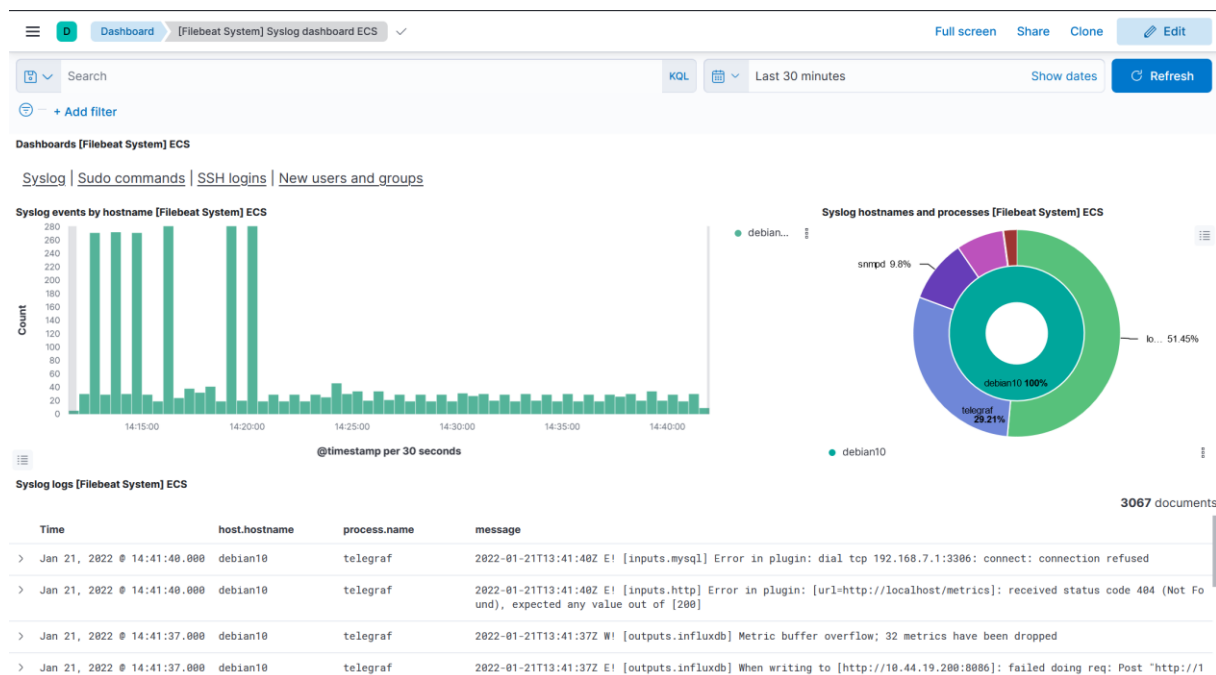 D Dashboard [Filebeat System] Syslog dashboard ECS Full screen Share Clone Edit
Search KQL Last 30 minutes Show dates Refresh
+ Add filter
Dashboards [Filebeat System] ECS
Syslog | Sudo commands | SSH logins | New users and groups
Syslog events by hostname [Filebeat System] ECS
280
260
240
220
200
180
160
140
120
100
80
60
40
20
0
Count
14:15:00 14:20:00 14:25:00 14:30:00 14:35:00 14:40:00
@timestamp per 30 seconds
debian...
Syslog hostnames and processes [Filebeat System] ECS
snmpd 9.8%
lo... 51.45%
debian10 100%
telegraf
29.21%
debian10
Syslog logs [Filebeat System] ECS
3067 documents
Time host.hostname process.name message
Jan 21, 2022 @ 14:41:40.000 debian10 telegraf 2022-01-21T13:41:40Z E! [inputs.mysql] Error in plugin: dial tcp 192.168.7.1:3306: connect: connection refused
Jan 21, 2022 @ 14:41:40.000 debian10 telegraf 2022-01-21T13:41:40Z E! [inputs.http] Error in plugin: [url=http://localhost/metrics]: received status code 404 (Not Fo
und), expected any value out of [200]
Jan 21, 2022 @ 14:41:37.000 debian10 telegraf 2022-01-21T13:41:37Z W! [outputs.influxdb] Metric buffer overflow; 32 metrics have been dropped
Jan 21, 2022 @ 14:41:37.000 debian10 telegraf 2022-01-21T13:41:37Z E! [outputs.influxdb] When writing to [http://10.44.19.200:8086]: failed doing req: Post "http://1